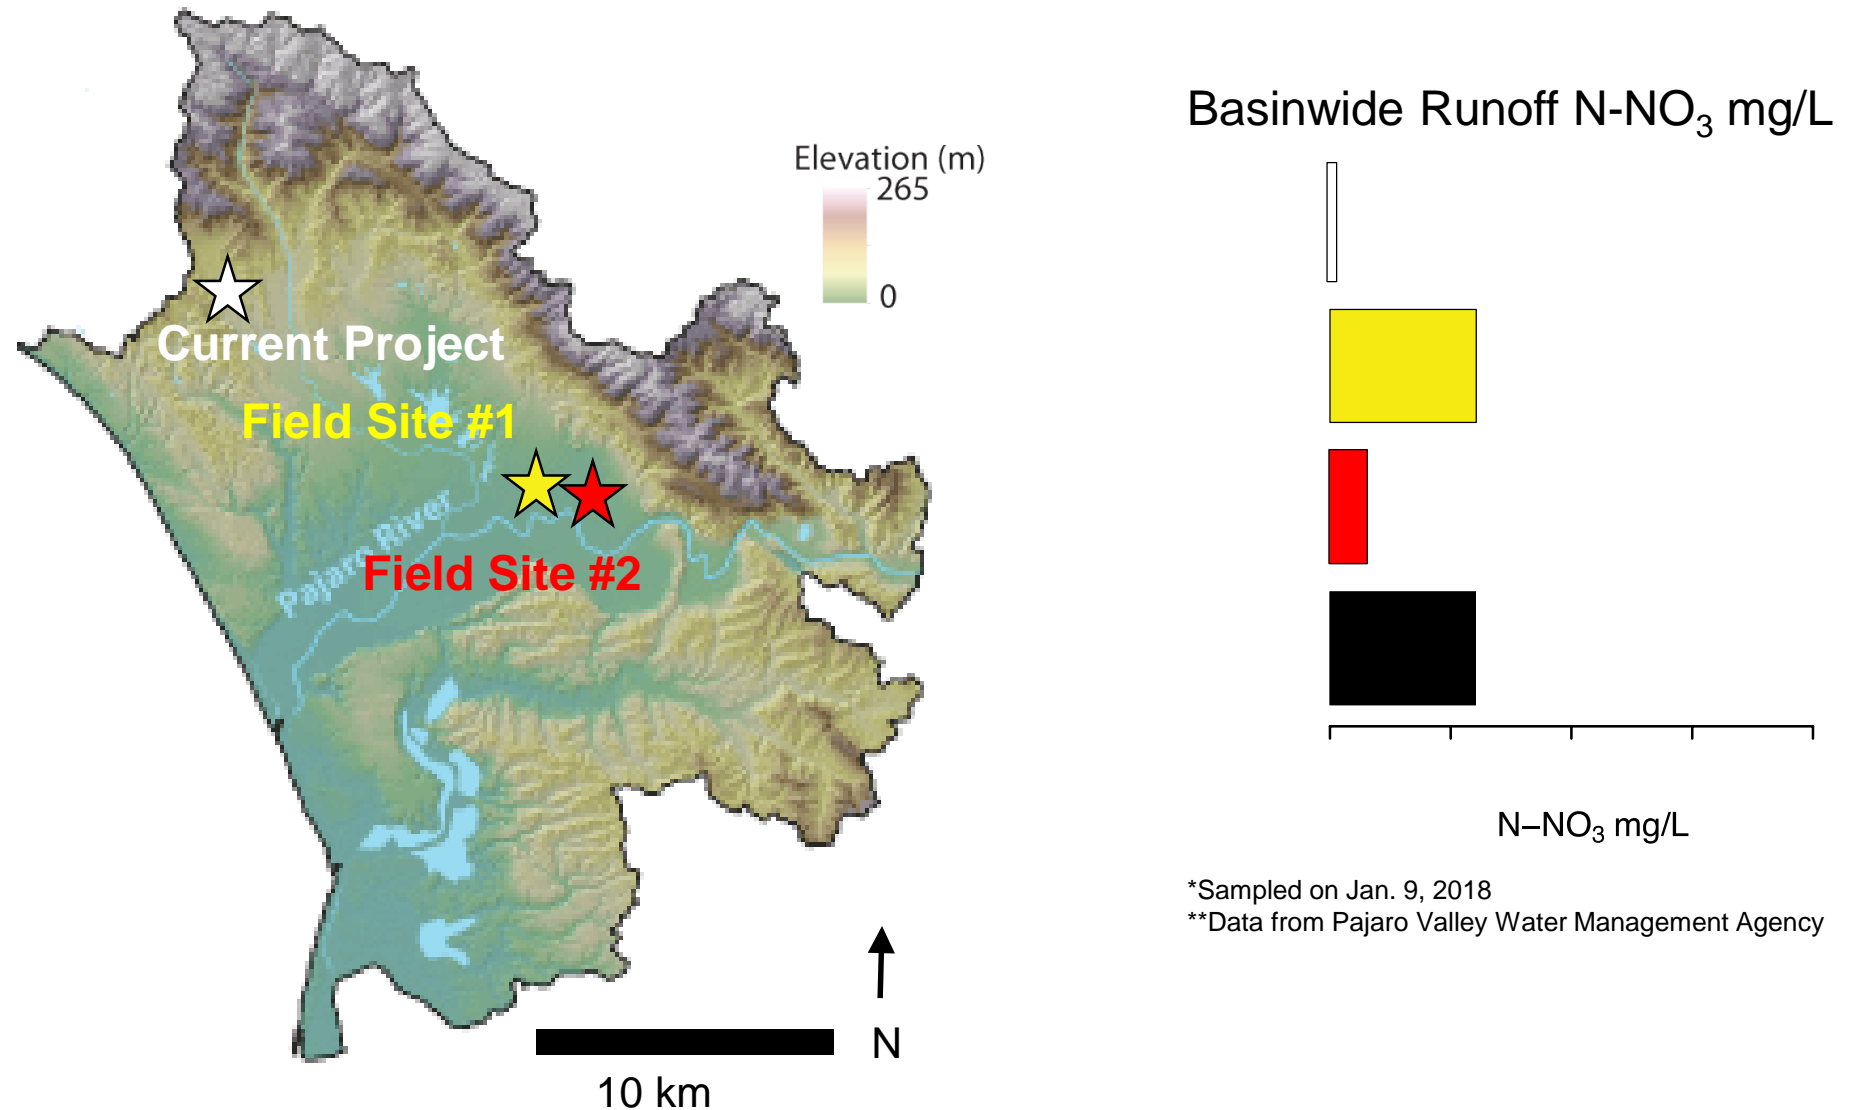 Basinwide Runoff N-NO₃ mg/L
Elevation (m)
265
0
Current Project
Field Site #1
Pajaro River
Field Site #2
N–NO₃ mg/L
*Sampled on Jan. 9, 2018
**Data from Pajaro Valley Water Management Agency
N
10 km